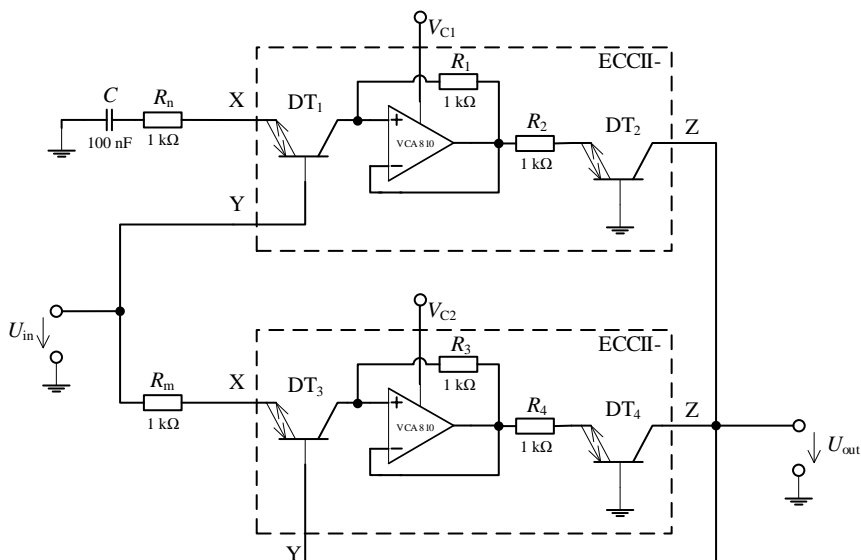 V_C1
ECCII-
R_1
1 kΩ
C
100 nF
R_n
1 kΩ
X
DT_1
+
VCA810
−
R_2
1 kΩ
DT_2
Z
Y
U_in
V_C2
ECCII-
R_3
1 kΩ
R_m
1 kΩ
X
DT_3
+
VCA810
−
R_4
1 kΩ
DT_4
Z
U_out
Y